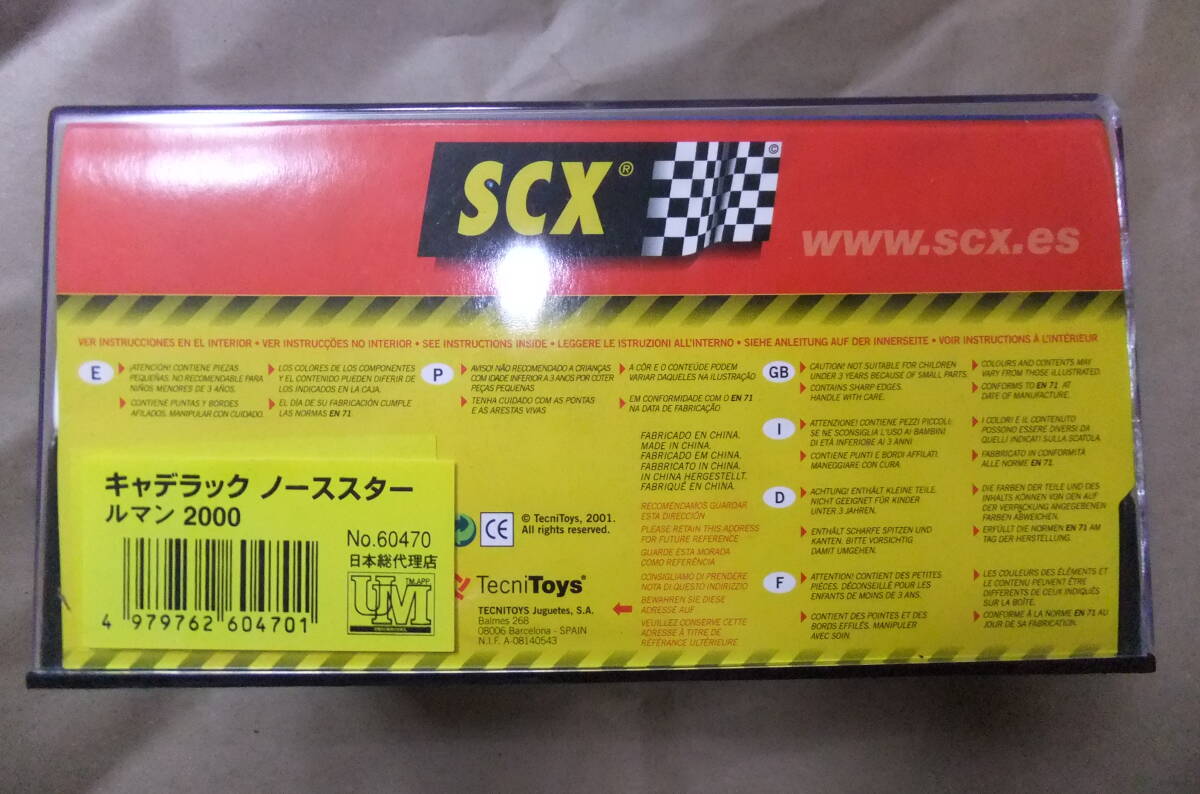 SCX®
©
www.scx.es
VER INSTRUCCIONES EN EL INTERIOR • VER INSTRUCÇÕES NO INTERIOR • SEE INSTRUCTIONS INSIDE • LEGGERE LE ISTRUZIONI ALL'INTERNO • SIEHE ANLEITUNG AUF DER INNERSEITE • VOIR INSTRUCTIONS À L'INTÉRIEUR
E
¡ATENCIÓN! CONTIENE PIEZAS
PEQUEÑAS. NO RECOMENDABLE PARA
NIÑOS MENORES DE 3 AÑOS.
CONTIENE PUNTAS Y BORDES
AFILADOS. MANIPULAR CON CUIDADO.
LOS COLORES DE LOS COMPONENTES
Y EL CONTENIDO PUEDEN DIFERIR DE
LOS INDICADOS EN LA CAJA.
EL DÍA DE SU FABRICACIÓN CUMPLE
LAS NORMAS EN 71
P
AVISO! NÃO RECOMENDADO A CRIANÇAS
COM IDADE INFERIOR A 3 ANOS POR COTER
PEÇAS PEQUENAS
TENHA CUIDADO COM AS PONTAS
E AS ARESTAS VIVAS
A CÔR E O CONTEÚDE PODEM
VARIAR DAQUELES NA ILUSTRAÇÃO
EM CONFORMIDADE COM O EN 71
NA DATA DE FABRICAÇÃO
GB
CAUTION! NOT SUITABLE FOR CHILDREN
UNDER 3 YEARS BECAUSE OF SMALL PARTS.
CONTAINS SHARP EDGES.
HANDLE WITH CARE.
COLOURS AND CONTENTS MAY
VARY FROM THOSE ILLUSTRATED.
CONFORMS TO EN 71 AT
DATE OF MANUFACTURE.
I
ATTENZIONE! CONTIENE PEZZI PICCOLI:
SE NE SCONSIGLIA L'USO AI BAMBINI
DI ETÀ INFERIORE AI 3 ANNI
CONTIENE PUNTI E BORDI AFFILATI.
MANEGGIARE CON CURA.
I COLORI E IL CONTENUTO
POSSONO ESSERE DIVERSI DA
QUELLI INDICATI SULLA SCATOLA.
FABBRICATO IN CONFORMITÀ
ALLE NORME EN 71.
D
ACHTUNG! ENTHÄLT KLEINE TEILE.
NICHT GEEIGNET FÜR KINDER
UNTER 3 JAHREN.
ENTHÄLT SCHARFE SPITZEN UND
KANTEN. BITTE VORSICHTIG
DAMIT UMGEHEN.
DIE FARBEN DER TEILE UND DES
INHALTS KÖNNEN VON DEN AUF
DER VERPACKUNG ANGEGEBENEN
FARBEN ABWEICHEN.
ERFÜLLT DIE NORMEN EN 71 AM
TAG DER HERSTELLUNG.
F
ATTENTION! CONTIENT DES PETITES
PIÈCES. DÉCONSEILLÉ POUR LES
ENFANTS DE MOINS DE 3 ANS.
CONTIENT DES POINTES ET DES
BORDS EFFILÉS. MANIPULER
AVEC SOIN.
LES COULEURS DES ÉLÉMENTS ET
LE CONTENU PEUVENT ÊTRE
DIFFERENTS DE CEUX INDIQUÉS
SUR LA BOÎTE.
CONFORME À LA NORME EN 71 AU
JOUR DE SA FABRICATION.
FABRICADO EN CHINA.
MADE IN CHINA.
FABRICADO EM CHINA.
FABBRICATO IN CHINA.
IN CHINA HERGESTELLT.
FABRIQUÉ EN CHINA.
RECOMENDAMOS GUARDAR
ESTA DIRECCIÓN
PLEASE RETAIN THIS ADDRESS
FOR FUTURE REFERENCE
GUARDE ESTA MORADA
COMO REFERÊNCIA
CONSIGLIAMO DI PRENDERE
NOTA DI QUESTO INDIRIZZO
BEWAHREN SIE DIESE
ADRESSE AUF
VEUILLEZ CONSERVE CETTE
ADRESSE À TITRE DE
RÉFÉRANCE ULTÉRIEURE
CE
© TecniToys, 2001.
All rights reserved.
TecniToys®
TECNITOYS Juguetes, S.A.
Balmes 268
08006 Barcelona - SPAIN
N.I.F. A-08140543
キャデラック ノーススター
ルマン 2000
No.60470
日本総代理店
UM
4 979762 604701